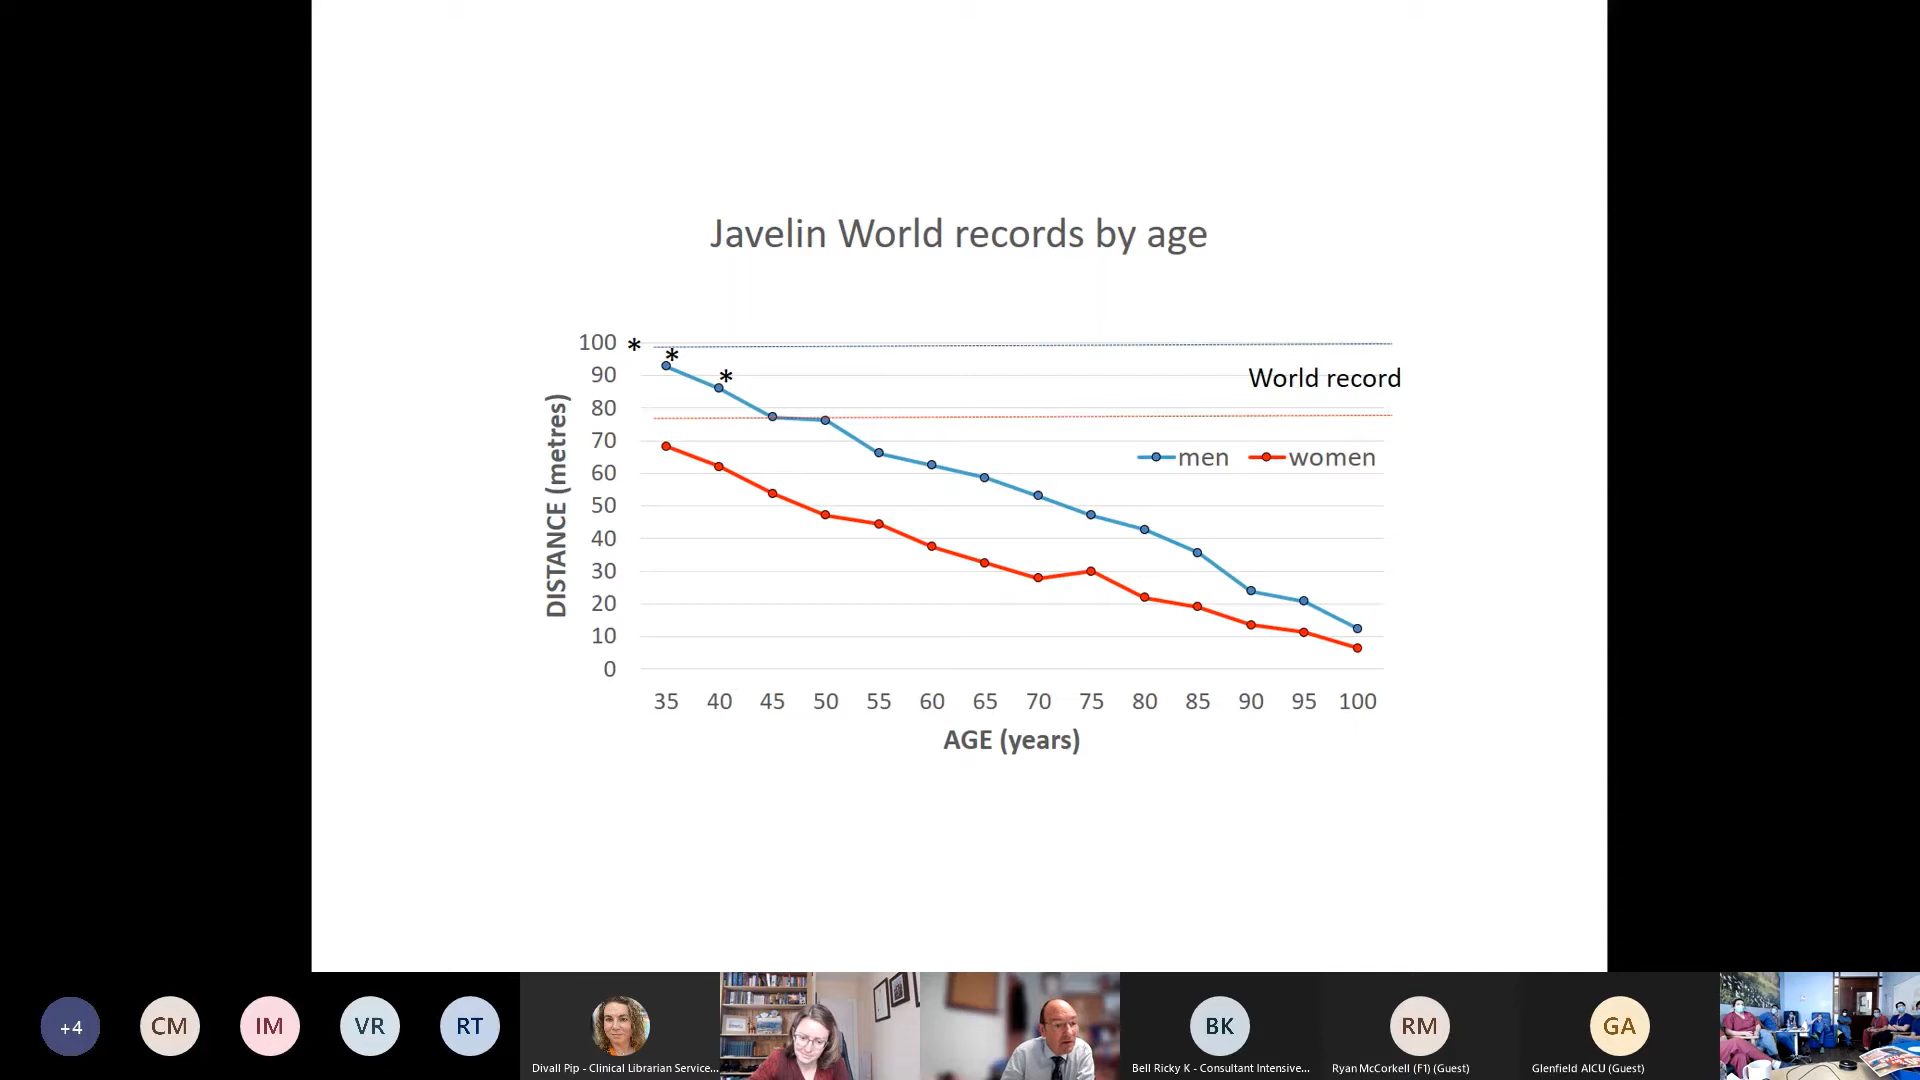 Javelin World records by age
100
90
80
70
60
50
40
30
20
10
0
*
*
*
World record
men women
DISTANCE (metres)
35 40 45 50 55 60 65 70 75 80 85 90 95 100
AGE (years)
+4
CM
IM
VR
RT
Divall Pip - Clinical Librarian Service...
BK
Bell Ricky K - Consultant Intensive...
RM
Ryan McCorkell (F1) (Guest)
GA
Glenfield AICU (Guest)